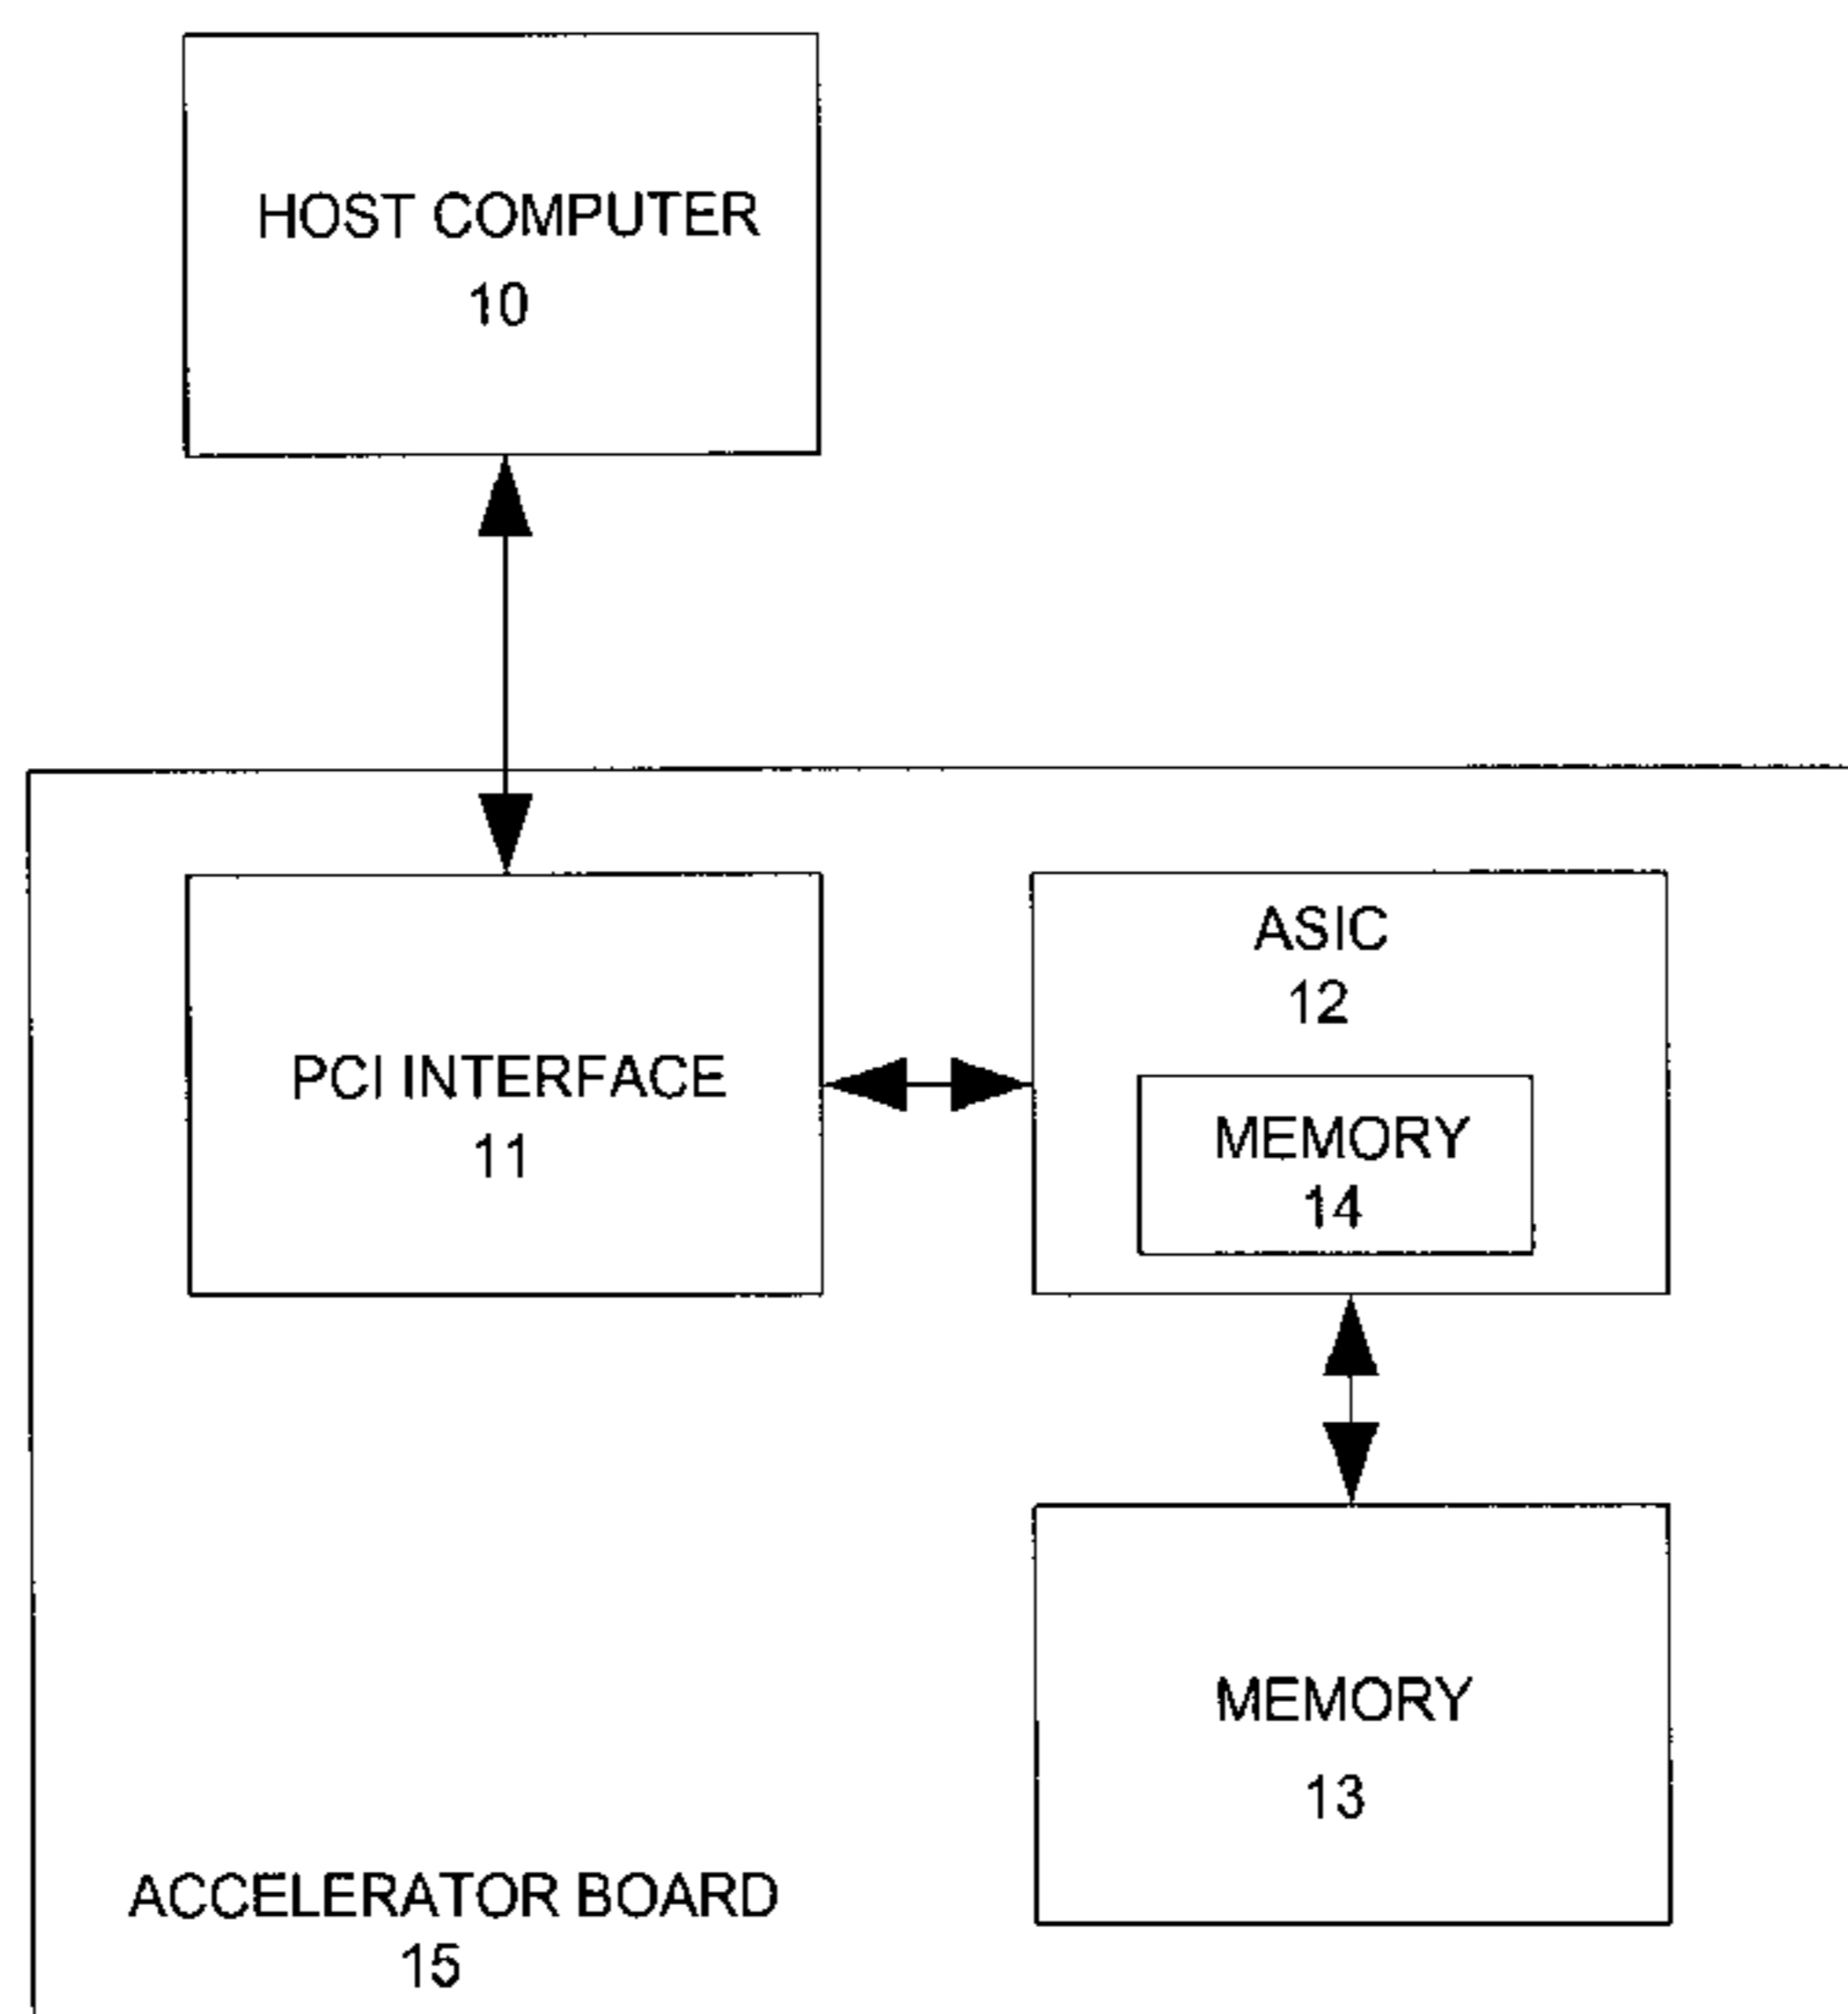 HOST COMPUTER
10
PCI INTERFACE
11
ASIC
12
MEMORY
14
MEMORY
13
ACCELERATOR BOARD
15